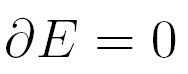 ∂E = 0